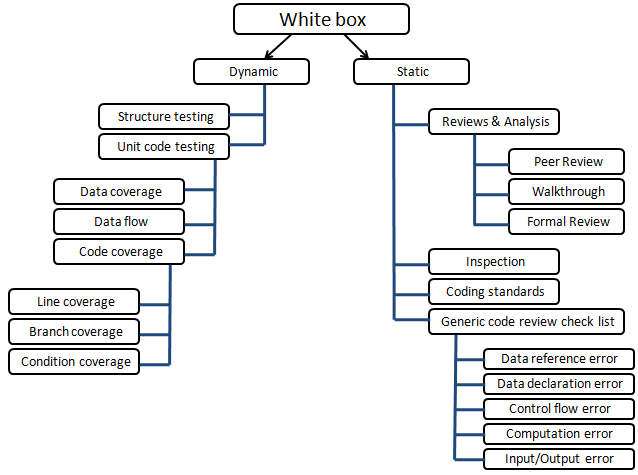 White box
Dynamic
Static
Structure testing
Unit code testing
Data coverage
Data flow
Code coverage
Line coverage
Branch coverage
Condition coverage
Reviews & Analysis
Peer Review
Walkthrough
Formal Review
Inspection
Coding standards
Generic code review check list
Data reference error
Data declaration error
Control flow error
Computation error
Input/Output error